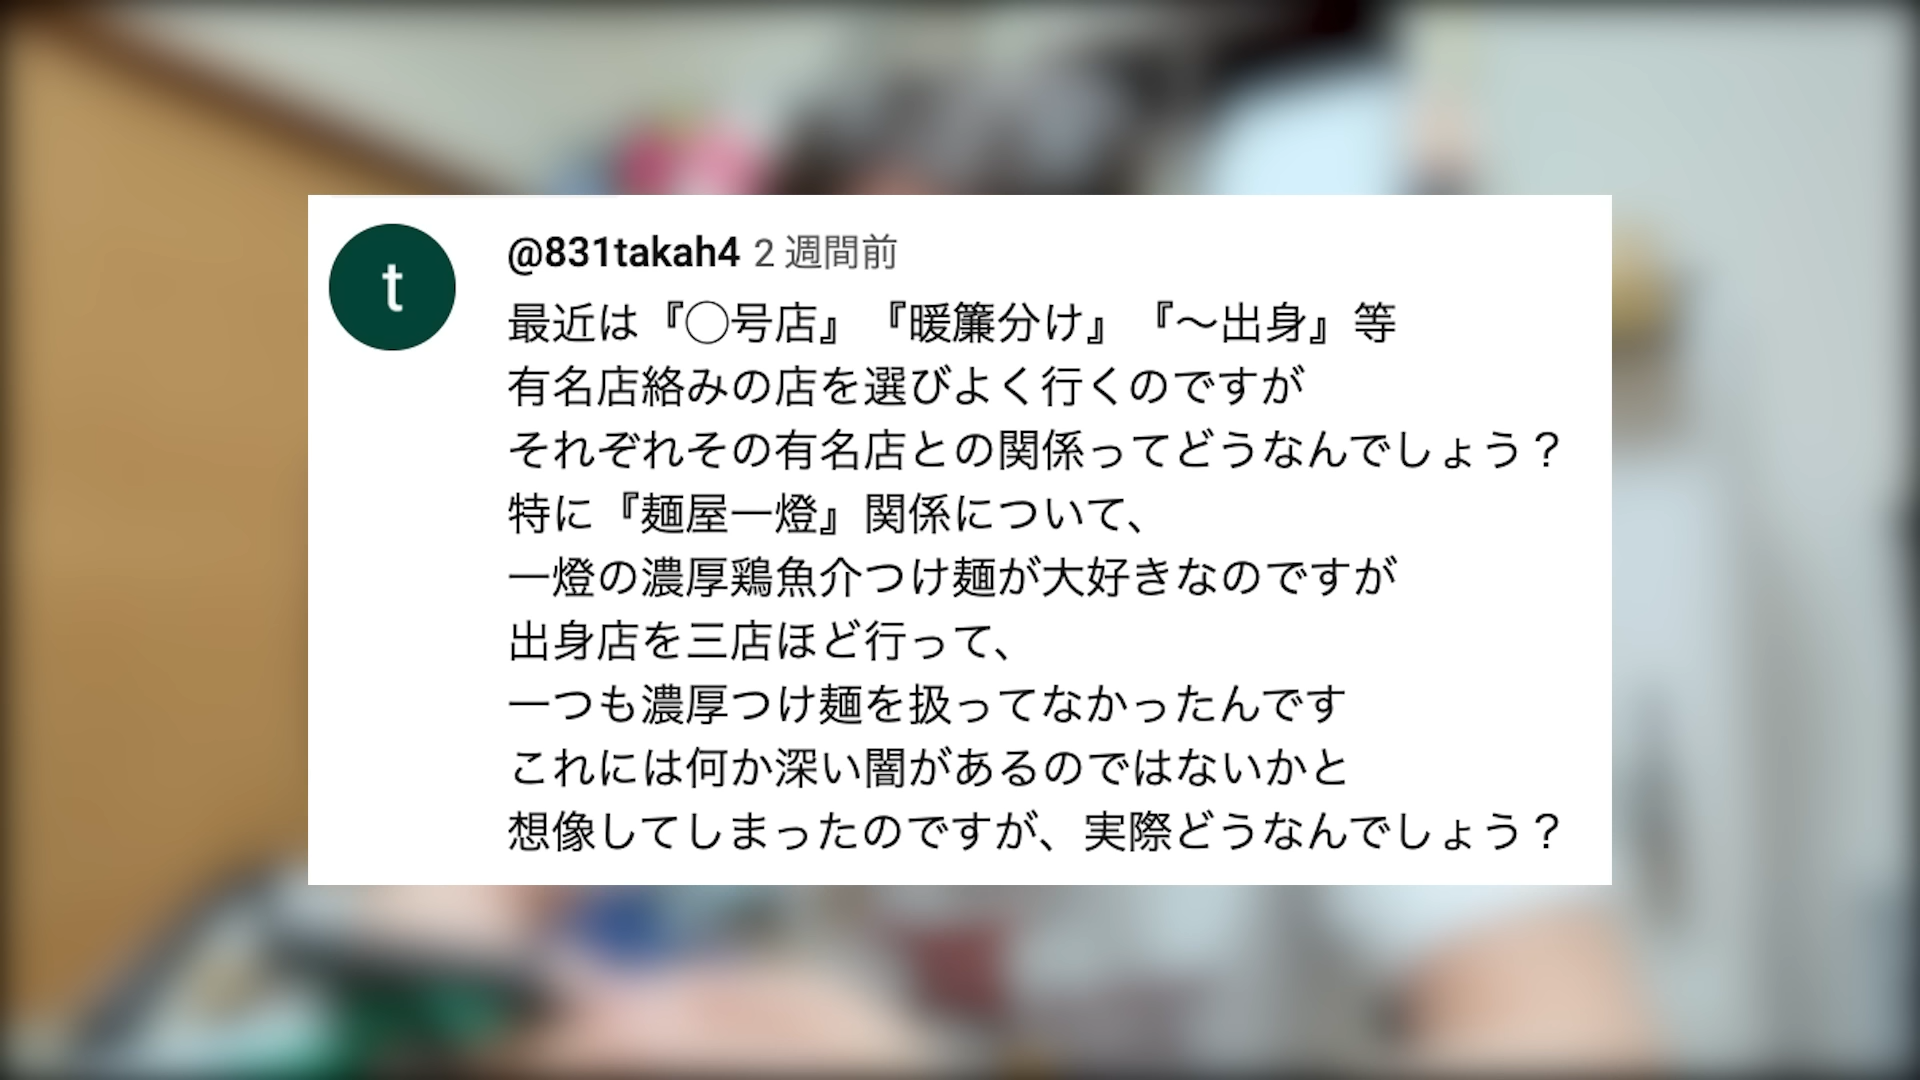 t
@831takah4 2 週間前
最近は『◯号店』『暖簾分け』『〜出身』等
有名店絡みの店を選びよく行くのですが
それぞれその有名店との関係ってどうなんでしょう？
特に『麺屋一燈』関係について、
一燈の濃厚鶏魚介つけ麺が大好きなのですが
出身店を三店ほど行って、
一つも濃厚つけ麺を扱ってなかったんです
これには何か深い闇があるのではないかと
想像してしまったのですが、実際どうなんでしょう？